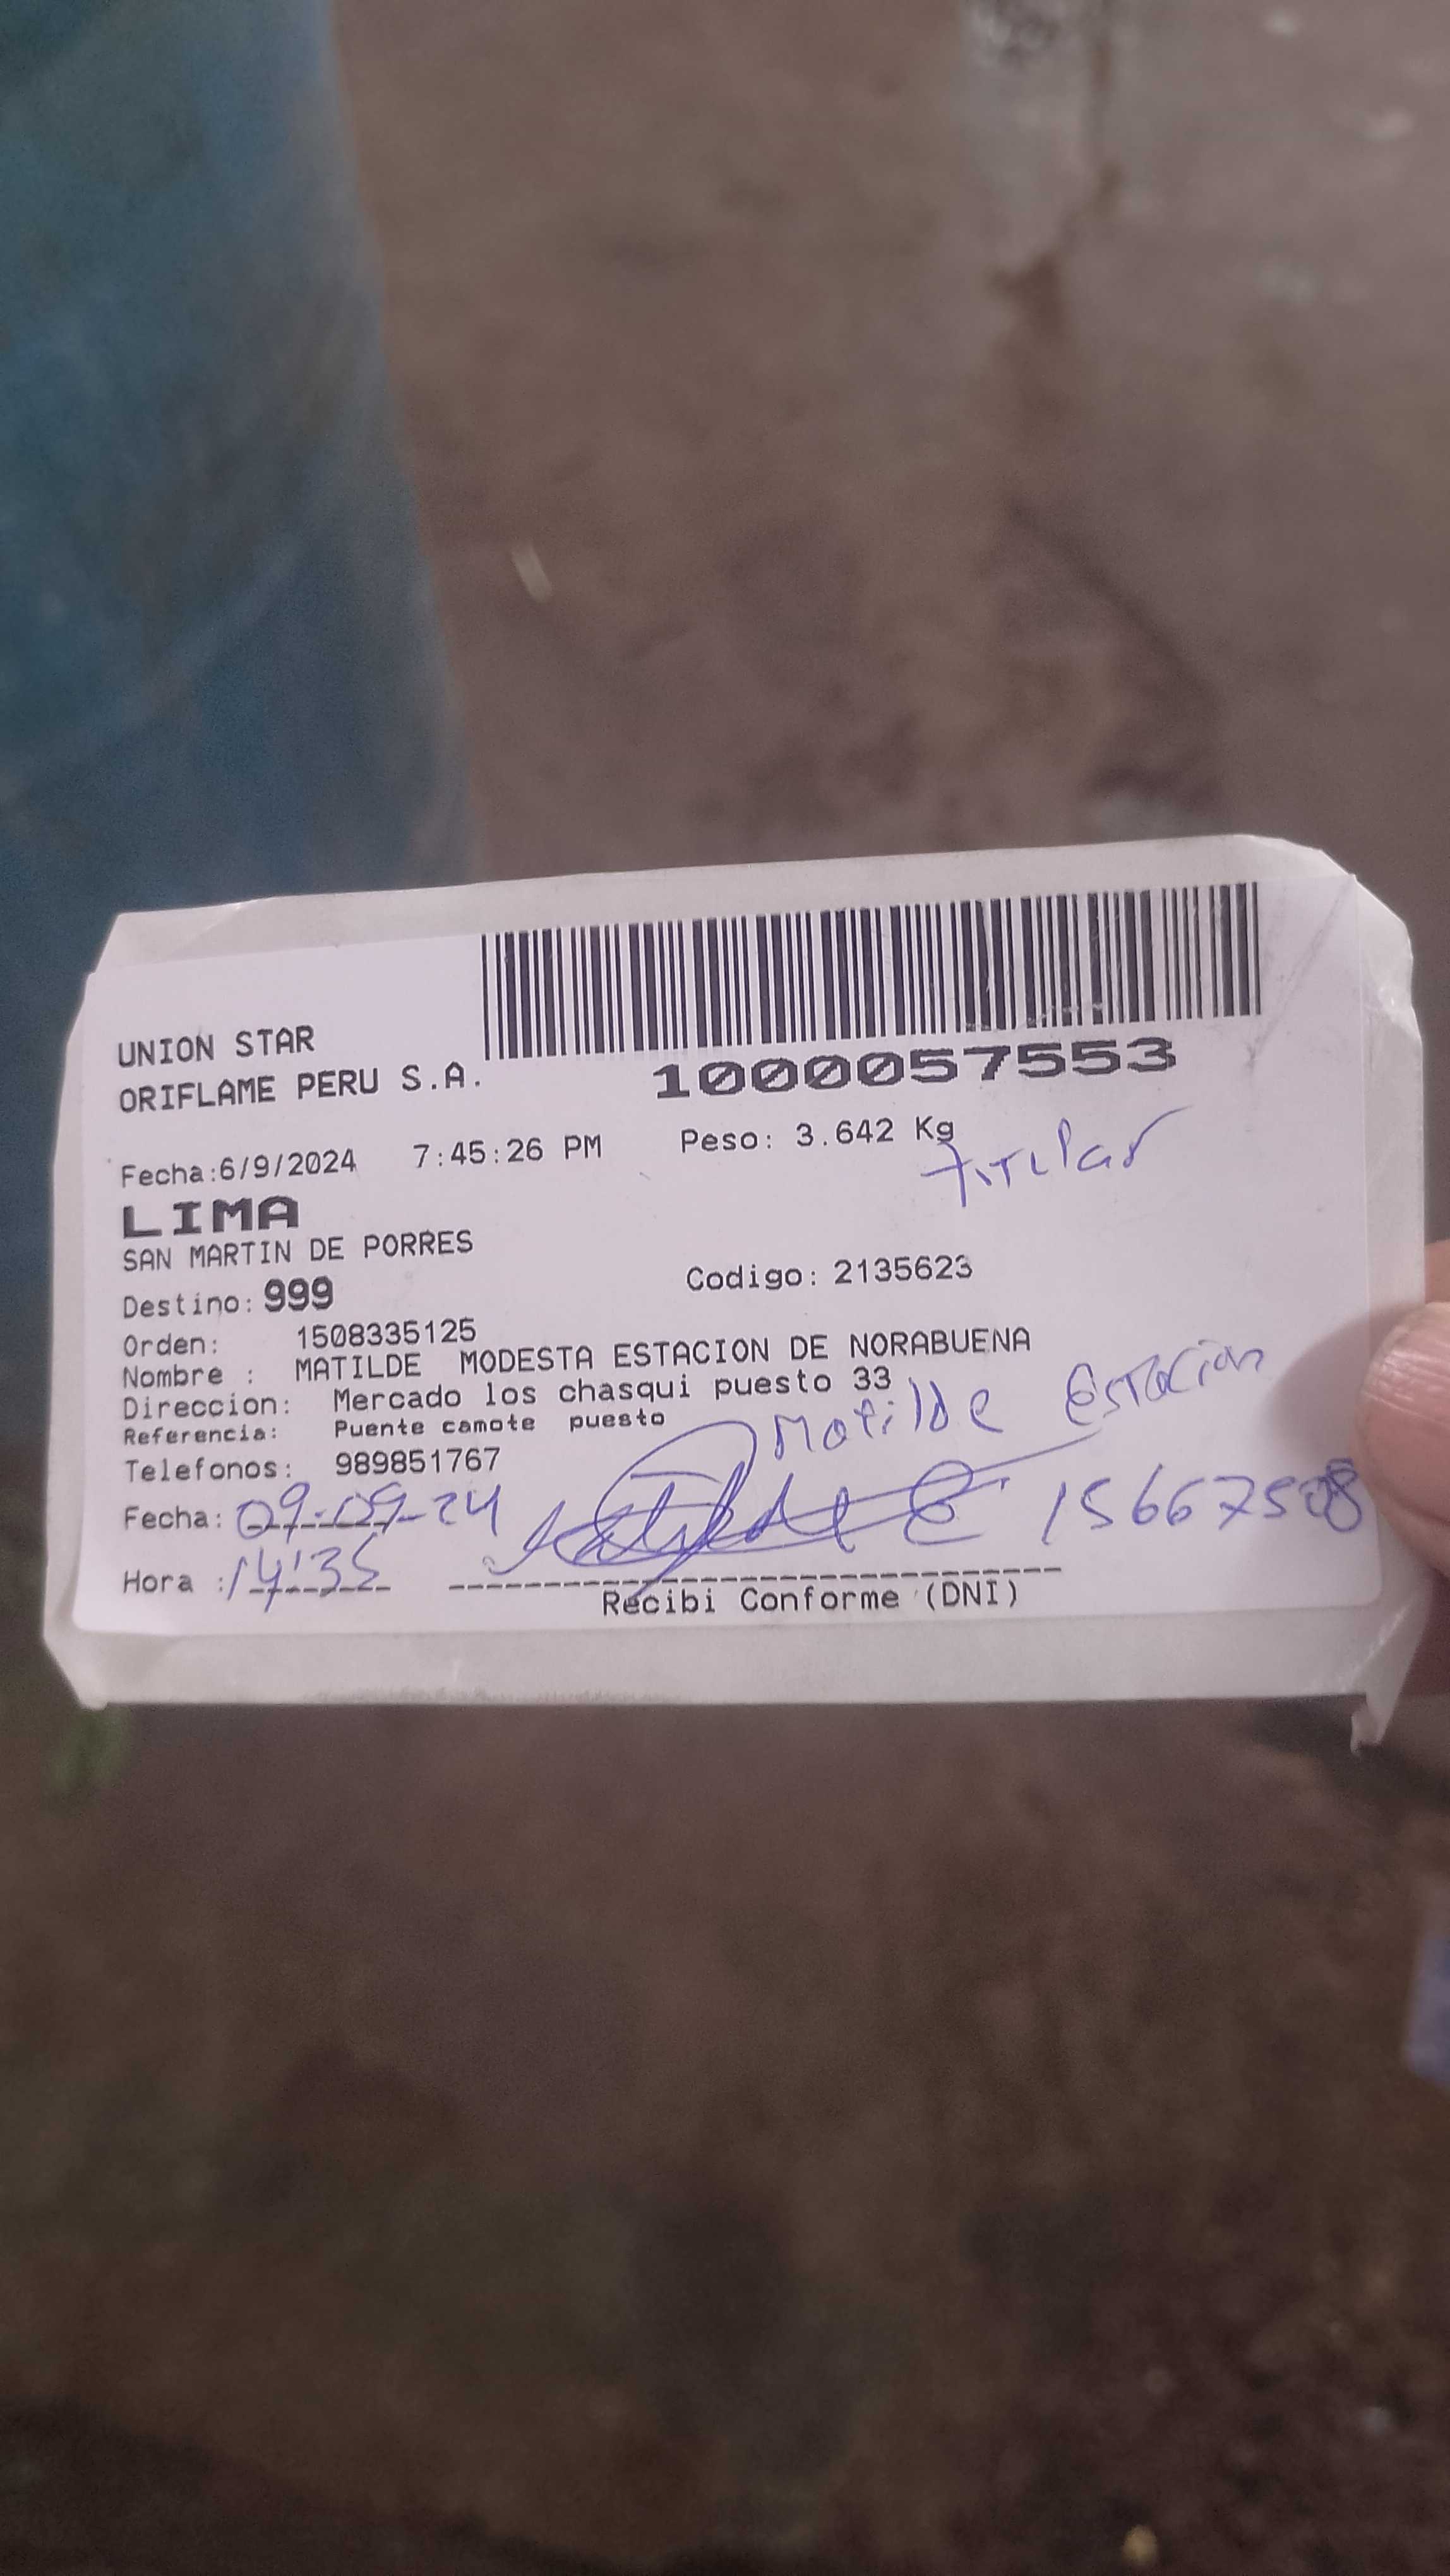 UNION STAR
ORIFLAME PERU S.A.
1000057553
Fecha:6/9/2024 7:45:26 PM Peso: 3.642 Kg
Titular
LIMA
SAN MARTIN DE PORRES
Destino: 999 Codigo: 2135623
Orden: 1508335125
Nombre : MATILDE MODESTA ESTACION DE NORABUENA
Direccion: Mercado los chasqui puesto 33
Referencia: Puente camote puesto
Matilde Estacion
Telefonos: 989851767
Fecha: 09-09-24
Hora : 14:35
Recibi Conforme (DNI)